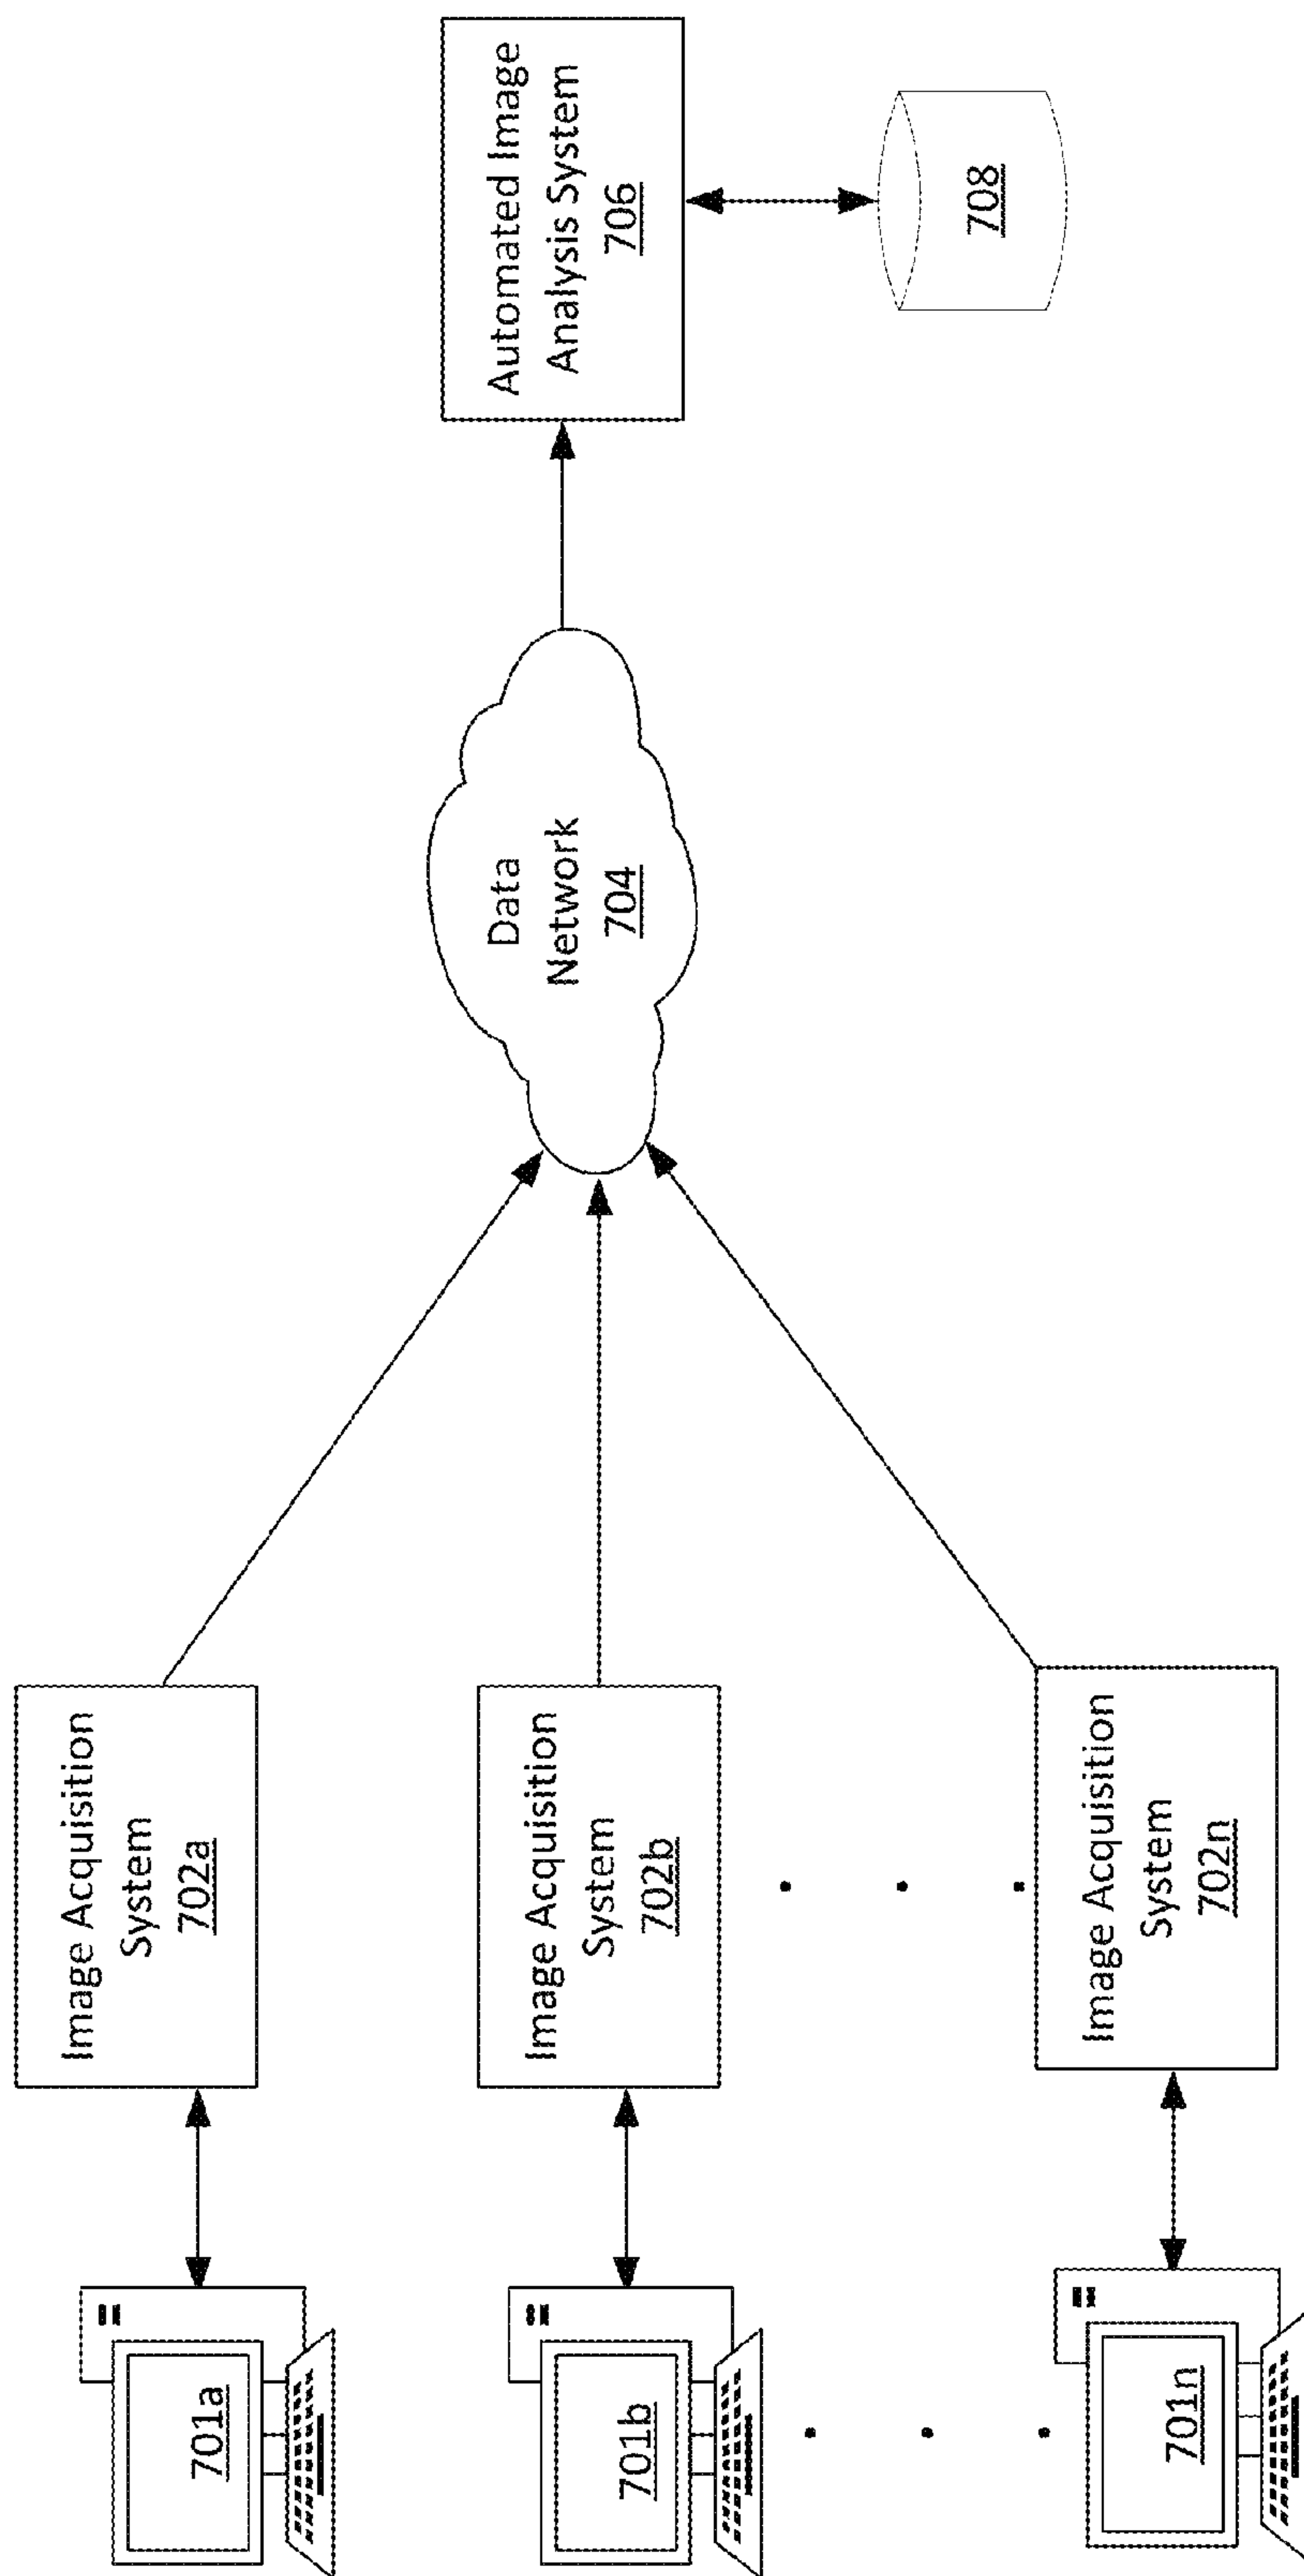 701a
Image Acquisition
System
702a
701b
Image Acquisition
System
702b
701n
Image Acquisition
System
702n
Data
Network
704
Automated Image
Analysis System
706
708